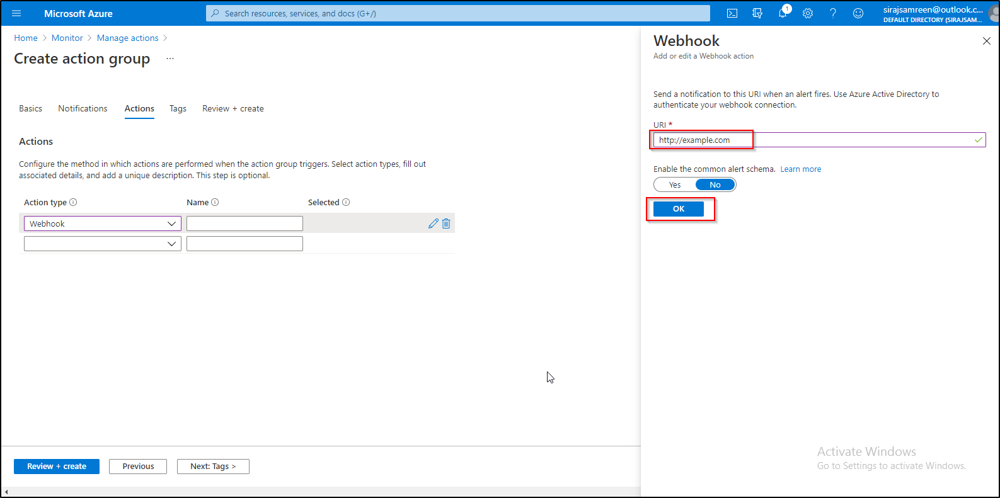 Microsoft Azure
Search resources, services, and docs (G+/)
1
sirajsamreen@outlook.c...
DEFAULT DIRECTORY (SIRAJSAM...
Home > Monitor > Manage actions >
Create action group ...
Basics Notifications Actions Tags Review + create
Actions
Configure the method in which actions are performed when the action group triggers. Select action types, fill out
associated details, and add a unique description. This step is optional.
Action type Name Selected
Webhook
Review + create Previous Next: Tags >
Webhook
Add or edit a Webhook action
Send a notification to this URI when an alert fires. Use Azure Active Directory to
authenticate your webhook connection.
URI *
http://example.com
Enable the common alert schema. Learn more
Yes No
OK
Activate Windows
Go to Settings to activate Windows.